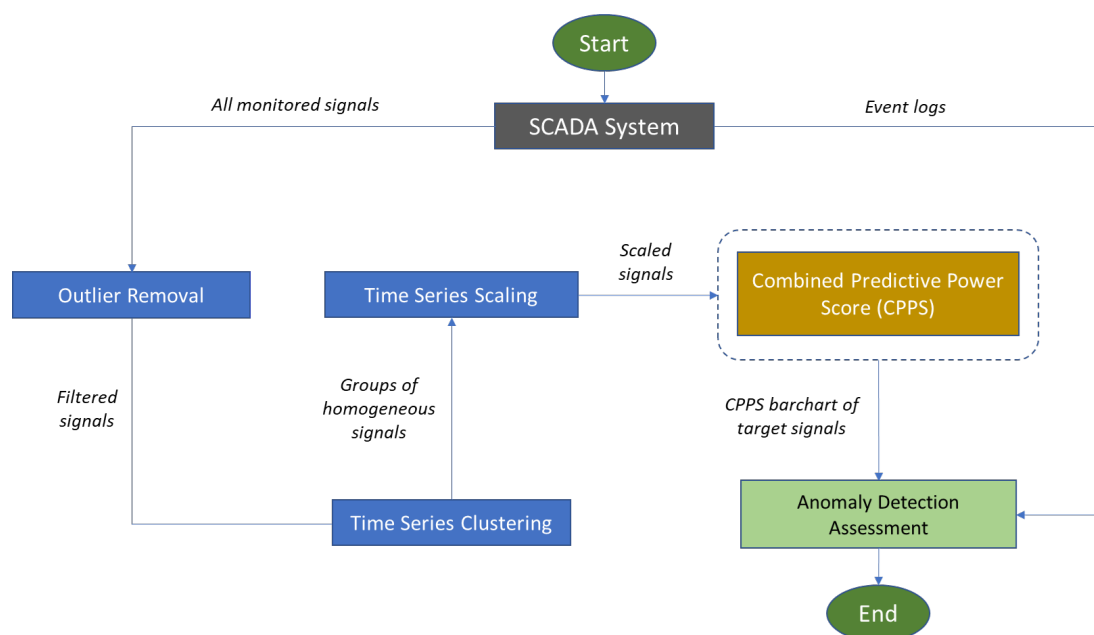 Start
All monitored signals
SCADA System
Event logs
Outlier Removal
Time Series Scaling
Scaled
signals
Combined Predictive Power
Score (CPPS)
Filtered
signals
Groups of
homogeneous
signals
CPPS barchart of
target signals
Time Series Clustering
Anomaly Detection
Assessment
End